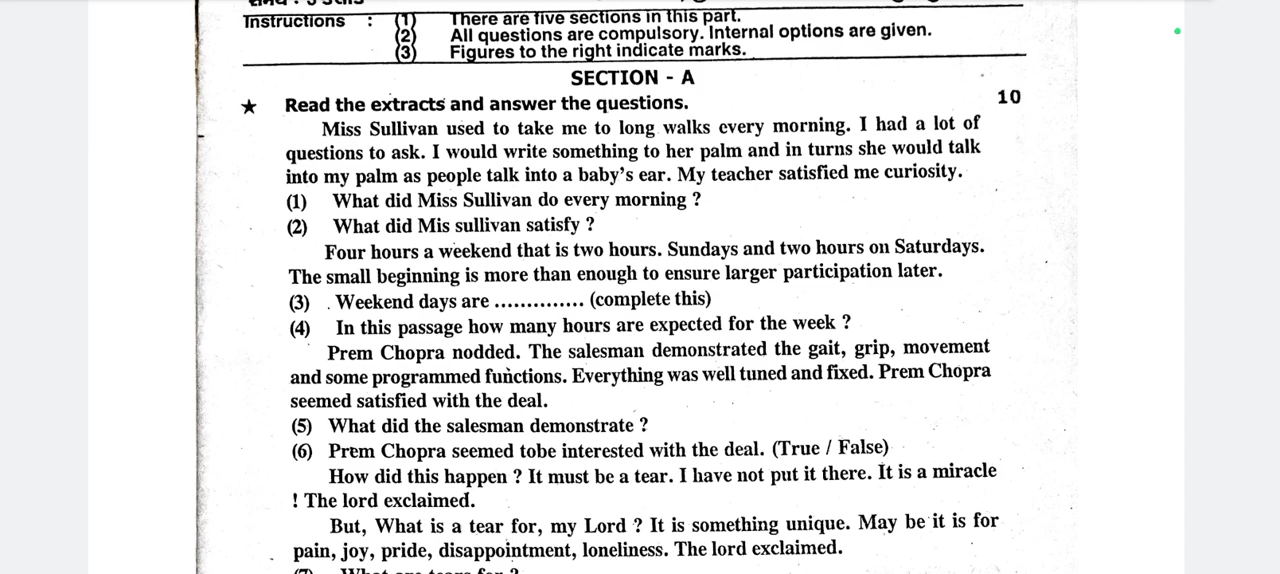 Instructions : (1) There are five sections in this part.
(2) All questions are compulsory. Internal options are given.
(3) Figures to the right indicate marks.
SECTION - A
★ Read the extracts and answer the questions. 10
Miss Sullivan used to take me to long walks every morning. I had a lot of
questions to ask. I would write something to her palm and in turns she would talk
into my palm as people talk into a baby's ear. My teacher satisfied me curiosity.
(1) What did Miss Sullivan do every morning ?
(2) What did Mis sullivan satisfy ?
Four hours a weekend that is two hours. Sundays and two hours on Saturdays.
The small beginning is more than enough to ensure larger participation later.
(3) Weekend days are .............. (complete this)
(4) In this passage how many hours are expected for the week ?
Prem Chopra nodded. The salesman demonstrated the gait, grip, movement
and some programmed functions. Everything was well tuned and fixed. Prem Chopra
seemed satisfied with the deal.
(5) What did the salesman demonstrate ?
(6) Prem Chopra seemed tobe interested with the deal. (True / False)
How did this happen ? It must be a tear. I have not put it there. It is a miracle
! The lord exclaimed.
But, What is a tear for, my Lord ? It is something unique. May be it is for
pain, joy, pride, disappointment, loneliness. The lord exclaimed.
(7) What are tears for ?